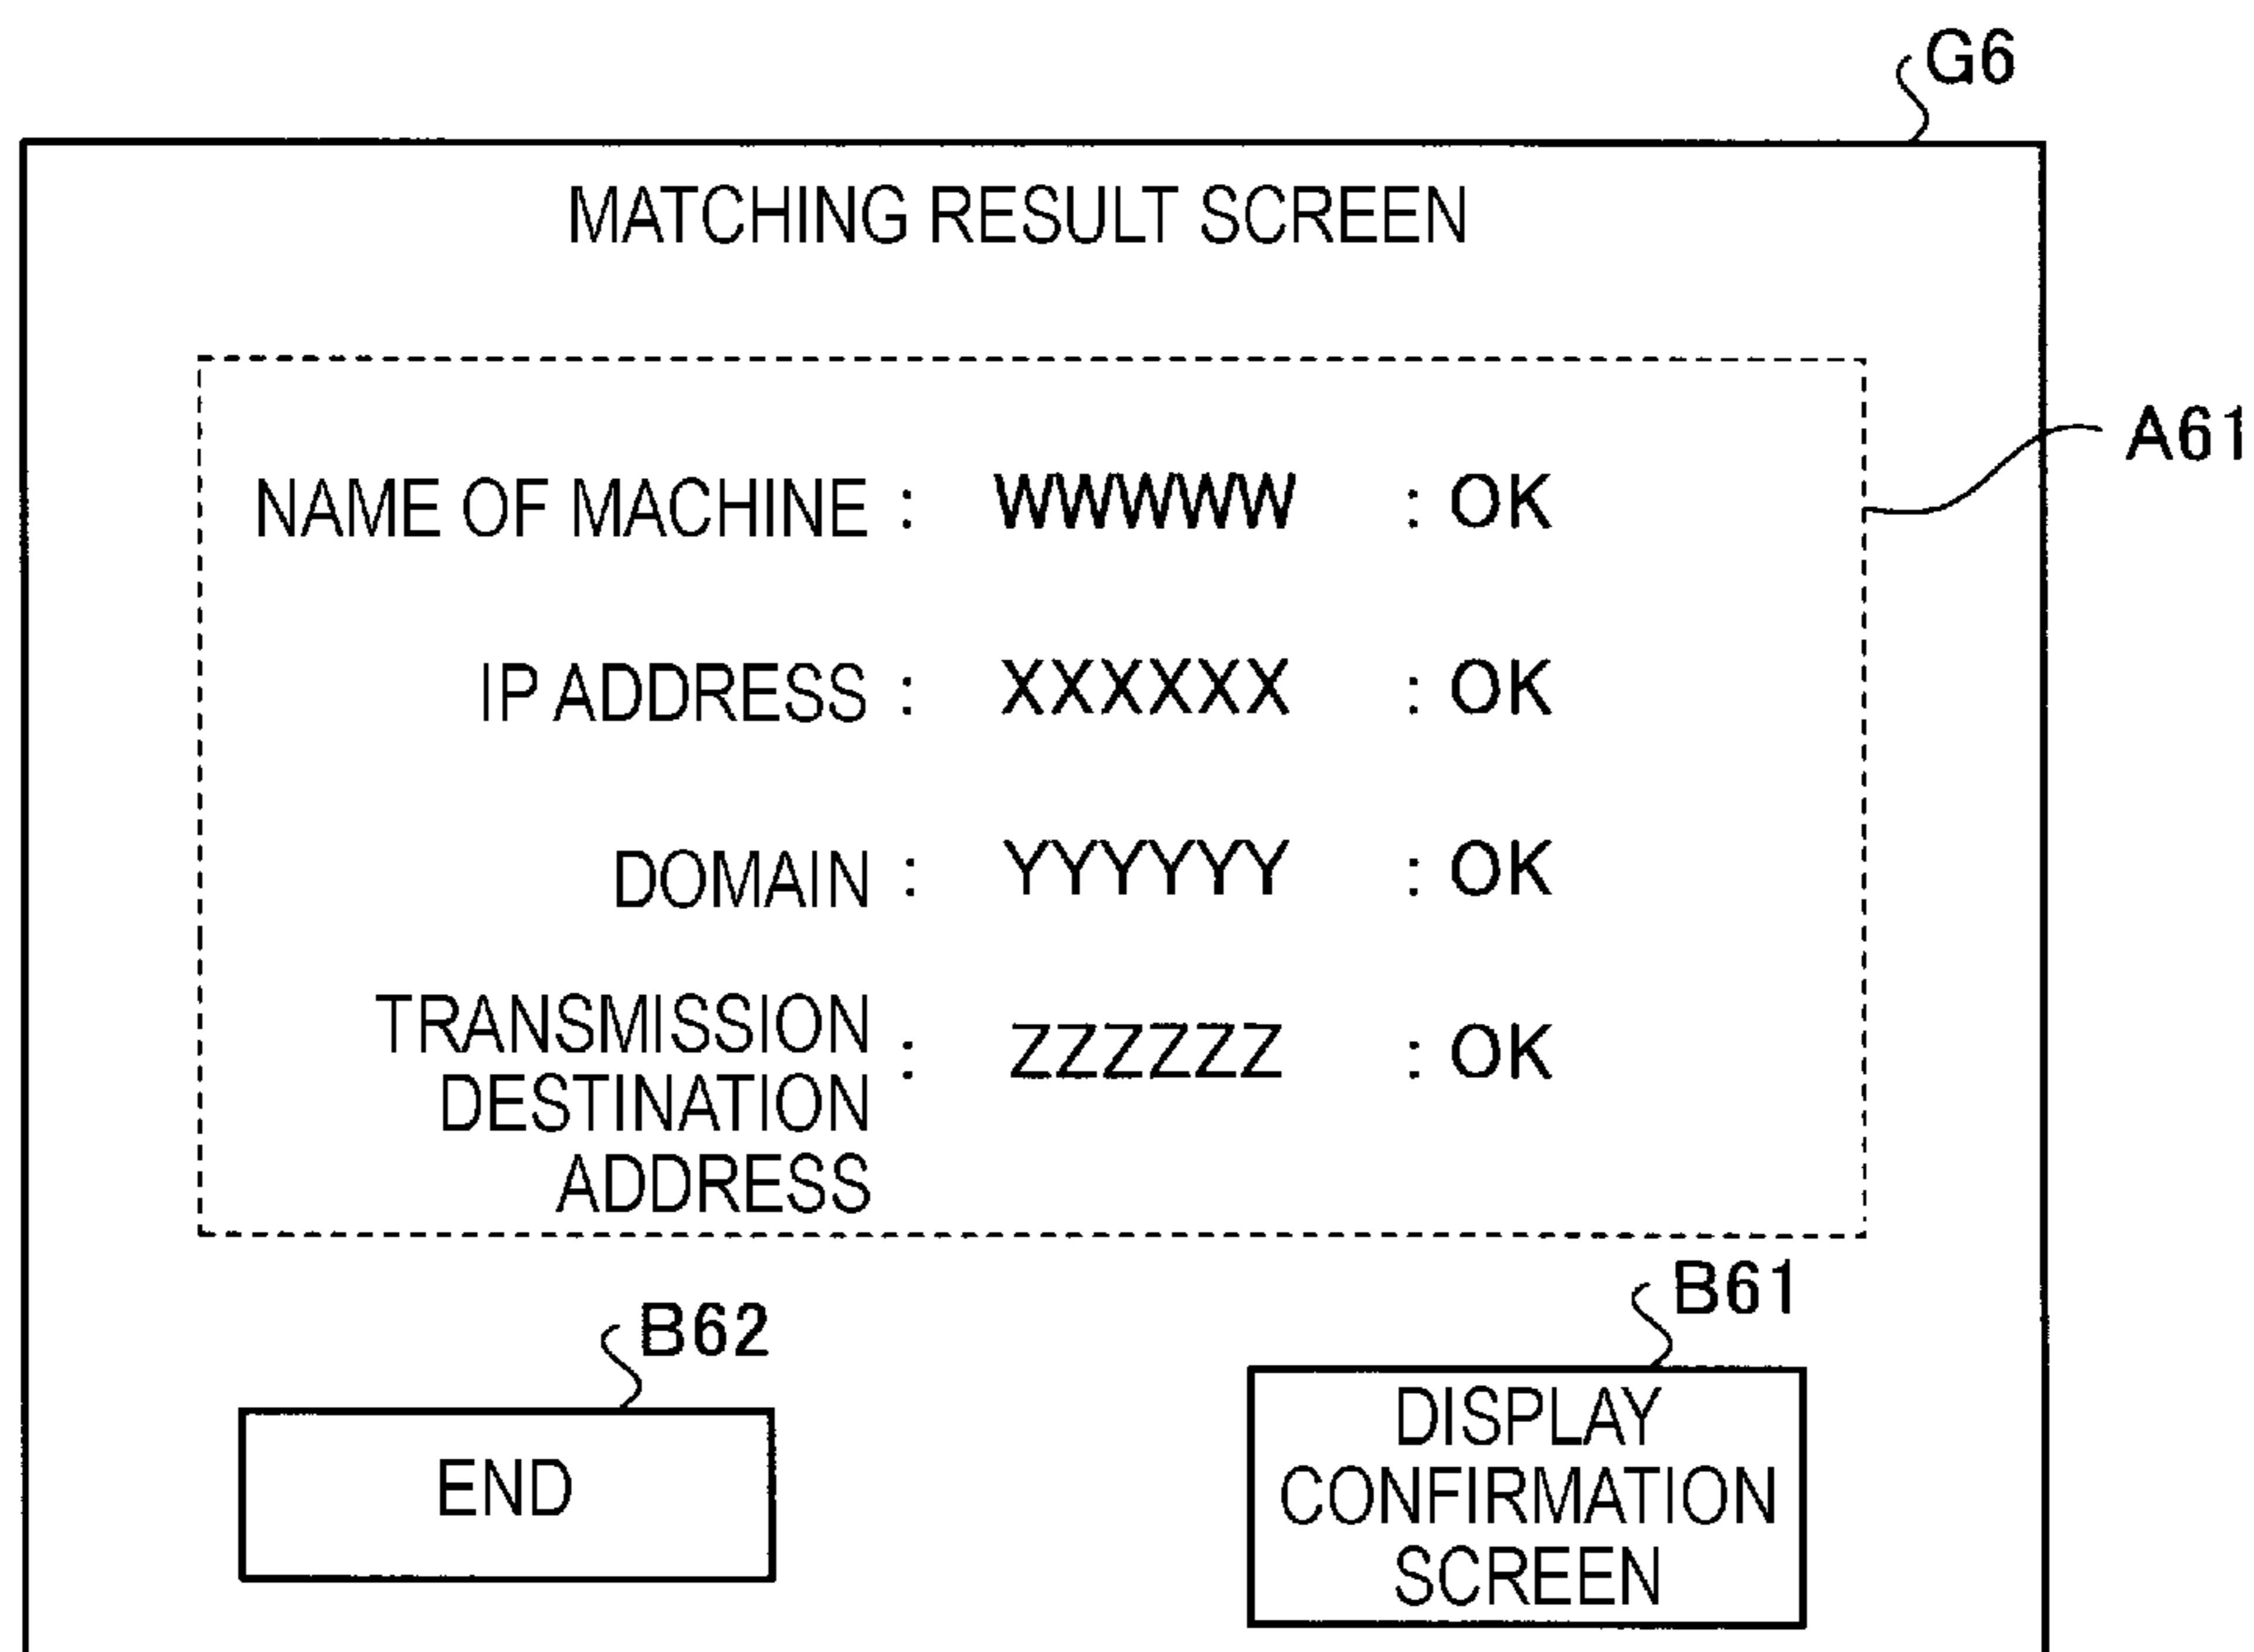 G6
MATCHING RESULT SCREEN
A61
NAME OF MACHINE : WWWWW : OK
IP ADDRESS : XXXXXX : OK
DOMAIN : YYYYYY : OK
TRANSMISSION : ZZZZZZ : OK
DESTINATION
ADDRESS
B62
B61
END
DISPLAY
CONFIRMATION
SCREEN